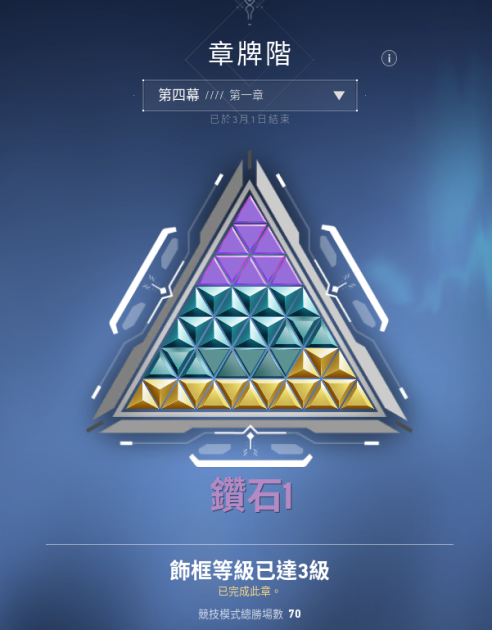 章牌階
第四幕 //// 第一章
已於3月1日結束
鑽石1
飾框等級已達3級
已完成此章。
競技模式總勝場數 70